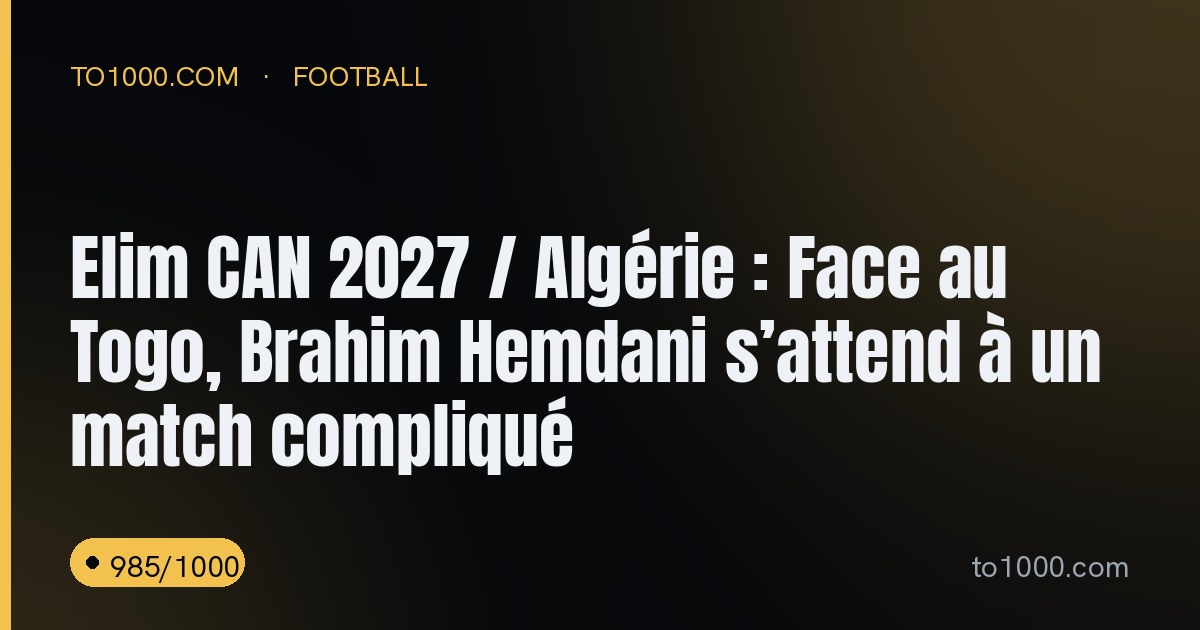 TO1000.COM · FOOTBALL
Elim CAN 2027 / Algérie : Face au
Togo, Brahim Hemdani s’attend à un
match compliqué
985/1000
to1000.com